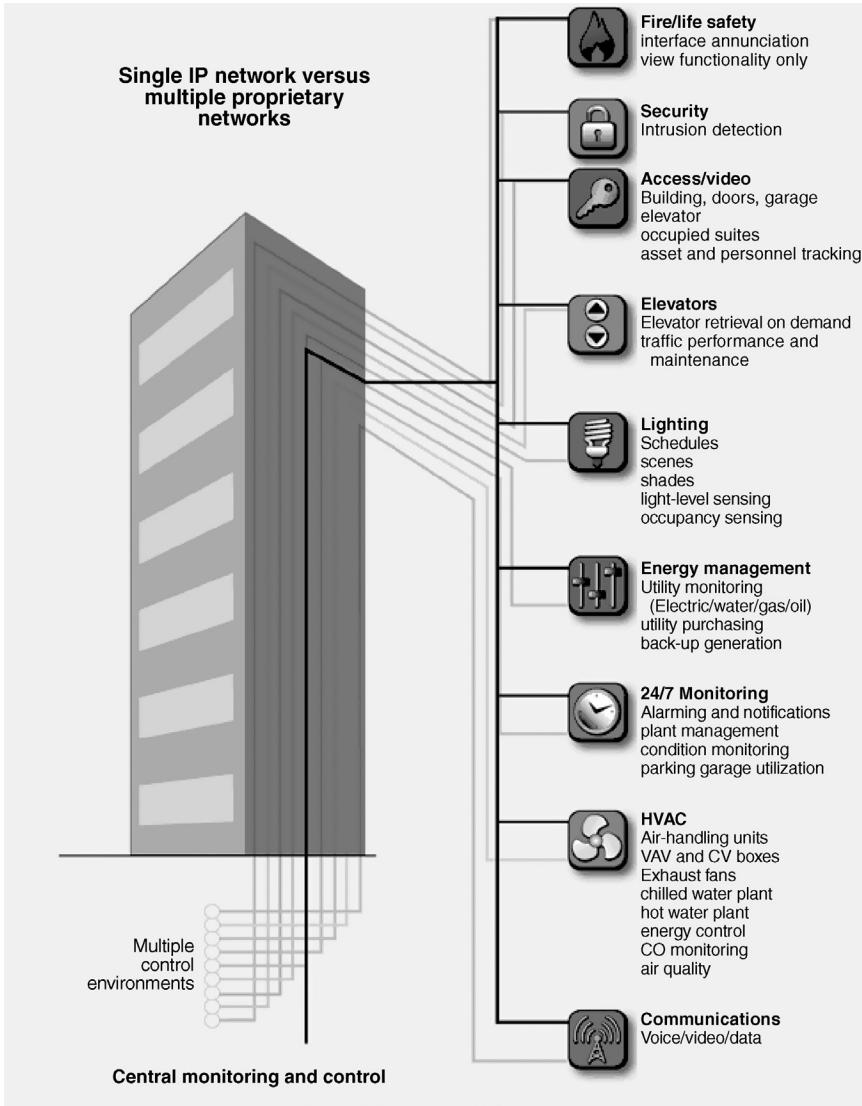 Single IP network versus
multiple proprietary
networks
Fire/life safety
interface annunciation
view functionality only
Security
Intrusion detection
Access/video
Building, doors, garage
elevator
occupied suites
asset and personnel tracking
Elevators
Elevator retrieval on demand
traffic performance and
maintenance
Lighting
Schedules
scenes
shades
light-level sensing
occupancy sensing
Energy management
Utility monitoring
(Electric/water/gas/oil)
utility purchasing
back-up generation
24/7 Monitoring
Alarming and notifications
plant management
condition monitoring
parking garage utilization
HVAC
Air-handling units
VAV and CV boxes
Exhaust fans
chilled water plant
hot water plant
energy control
CO monitoring
air quality
Communications
Voice/video/data
Multiple
control
environments
Central monitoring and control